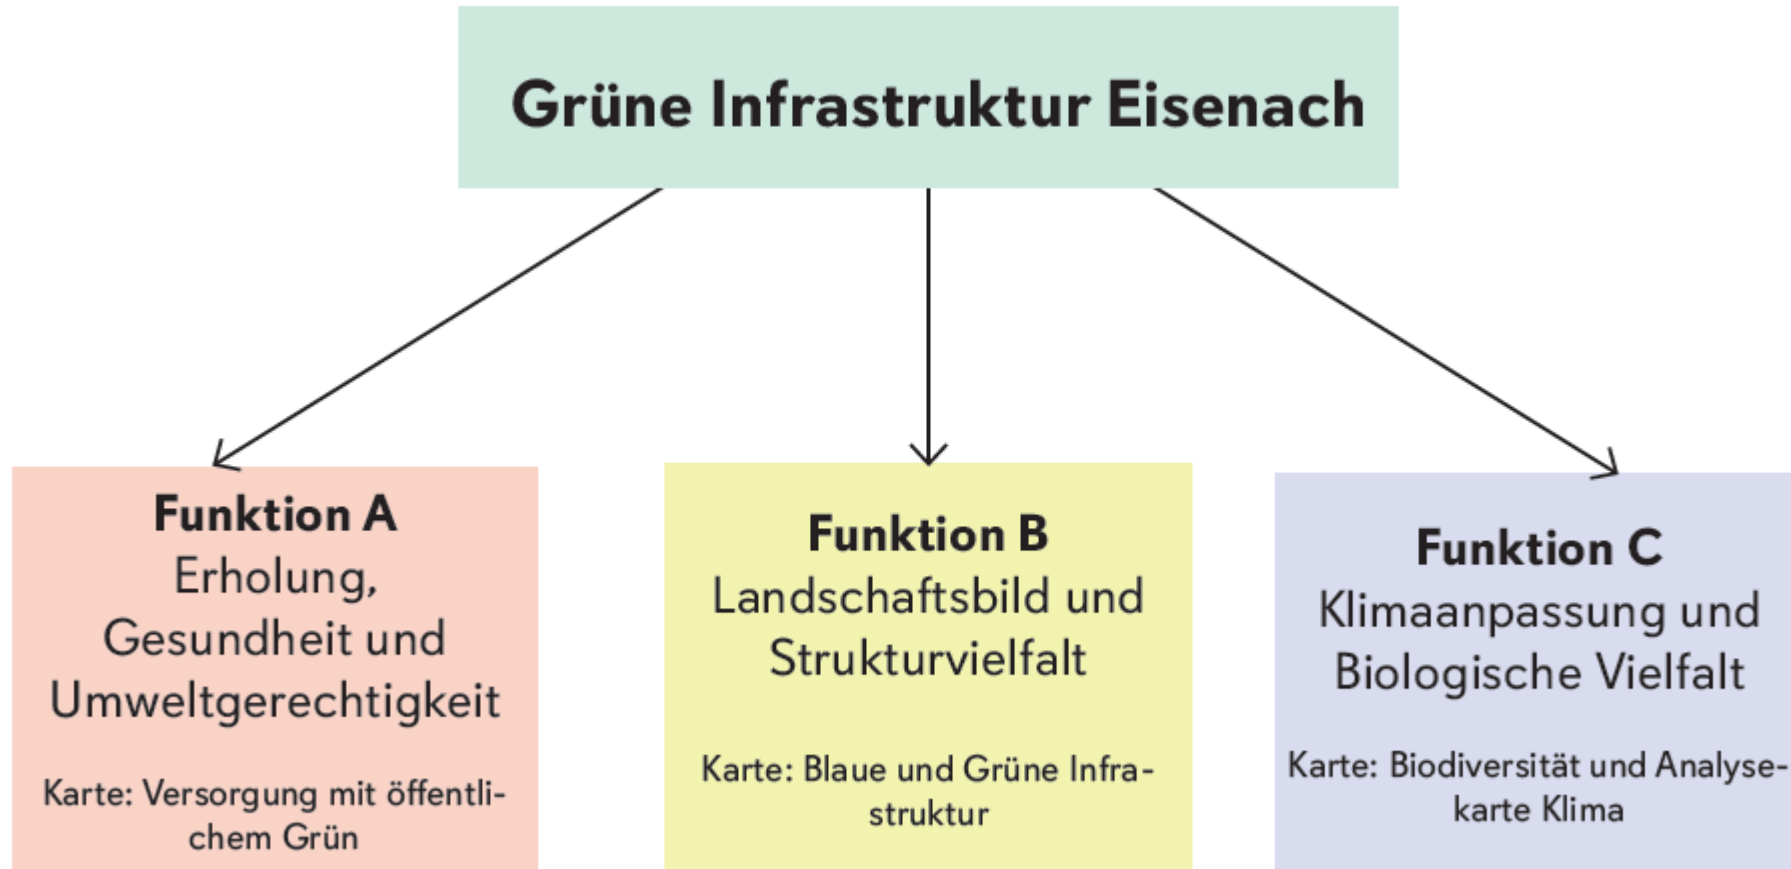 Grüne Infrastruktur Eisenach
Funktion A
Erholung,
Gesundheit und
Umweltgerechtigkeit
Karte: Versorgung mit öffentli-
chem Grün
Funktion B
Landschaftsbild und
Strukturvielfalt
Karte: Blaue und Grüne Infra-
struktur
Funktion C
Klimaanpassung und
Biologische Vielfalt
Karte: Biodiversität und Analyse-
karte Klima